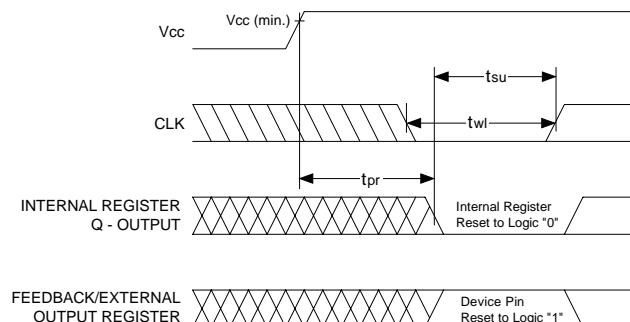 Vcc
Vcc (min.)
tsu
CLK
twl
tpr
INTERNAL REGISTER
Q - OUTPUT
Internal Register
Reset to Logic "0"
FEEDBACK/EXTERNAL
OUTPUT REGISTER
Device Pin
Reset to Logic "1"